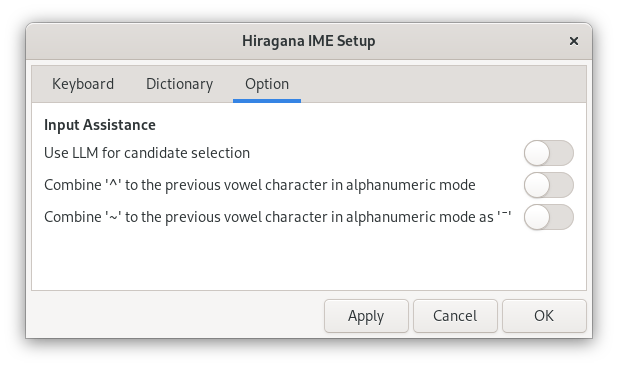 Hiragana IME Setup
Keyboard Dictionary Option
Input Assistance
Use LLM for candidate selection
Combine '^' to the previous vowel character in alphanumeric mode
Combine '~' to the previous vowel character in alphanumeric mode as '¯'
Apply Cancel OK